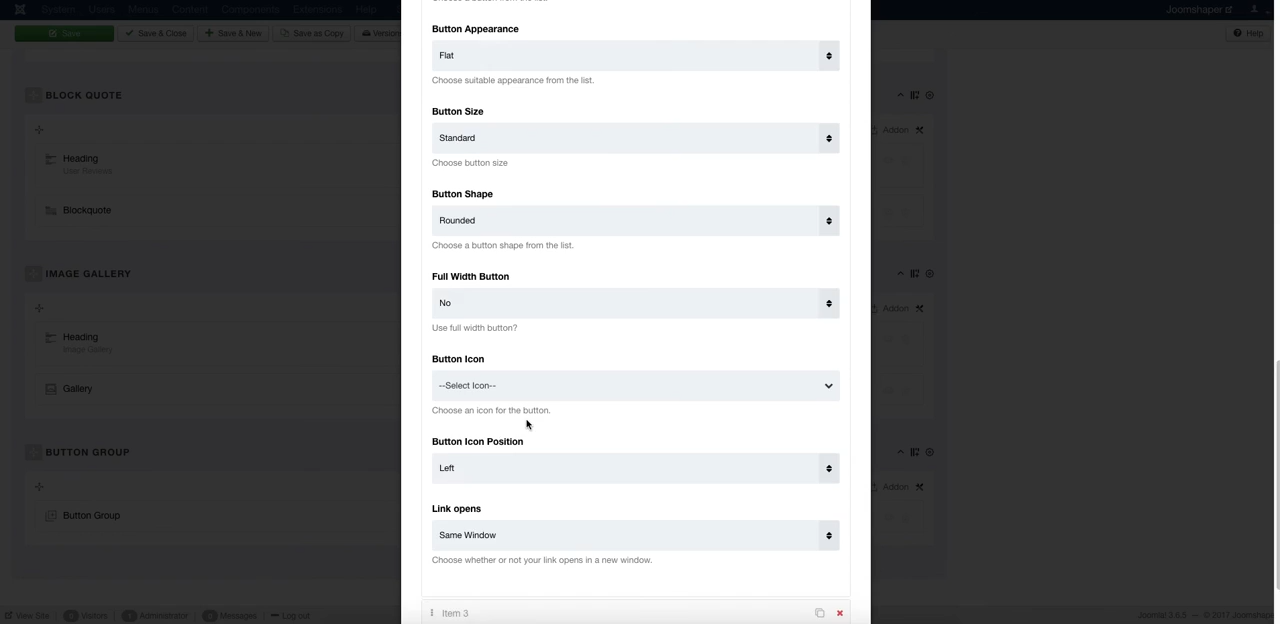 System Users Menus Content Components Extensions Help
Joomshaper
Save
Save & Close
Save & New
Save as Copy
Versions
Help
Button Appearance
Flat
Choose suitable appearance from the list.
Button Size
Standard
Choose button size
Button Shape
Rounded
Choose a button shape from the list.
Full Width Button
No
Use full width button?
Button Icon
--Select Icon--
Choose an icon for the button.
Button Icon Position
Left
Link opens
Same Window
Choose whether or not your link opens in a new window.
Item 3
BLOCK QUOTE
Addon
Heading
User Reviews
Blockquote
IMAGE GALLERY
Addon
Heading
Image Gallery
Gallery
BUTTON GROUP
Addon
Button Group
View Site
Visitors
Administrator
Messages
Log out
Joomla! 3.6.5 — © 2017 Joomshaper